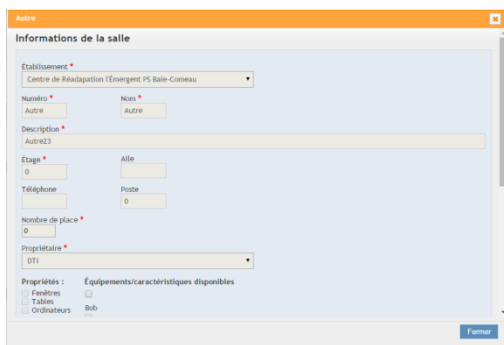 Autre
Informations de la salle
Établissement *
Centre de Réadapation l'Émergent PS Baie-Comeau
Numéro * Nom *
Autre Autre
Description *
Autre23
Étage * Aile
0
Téléphone Poste
0
Nombre de place *
0
Propriétaire *
DTI
Propriétés : Équipements/caractéristiques disponibles
Fenêtres
Tables
Ordinateurs Bob
Fermer